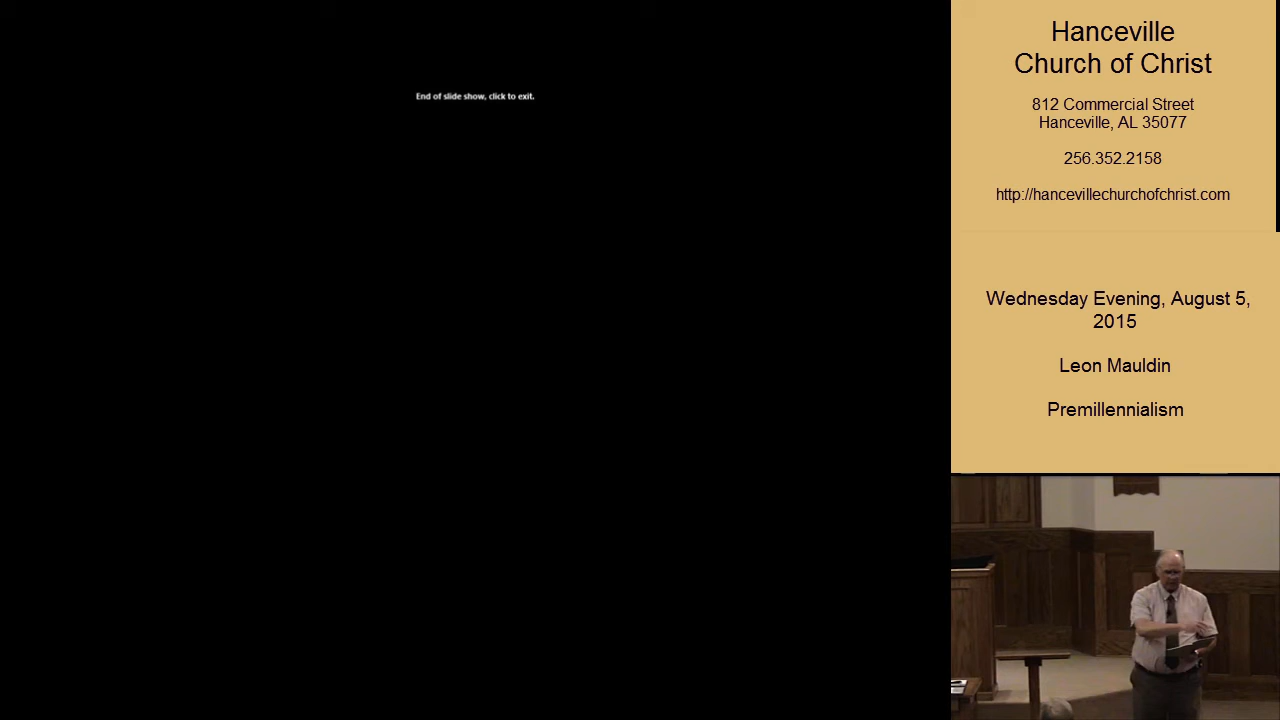 End of slide show, click to exit.
Hanceville
Church of Christ
812 Commercial Street
Hanceville, AL 35077
256.352.2158
http://hancevillechurchofchrist.com
Wednesday Evening, August 5,
2015
Leon Mauldin
Premillennialism